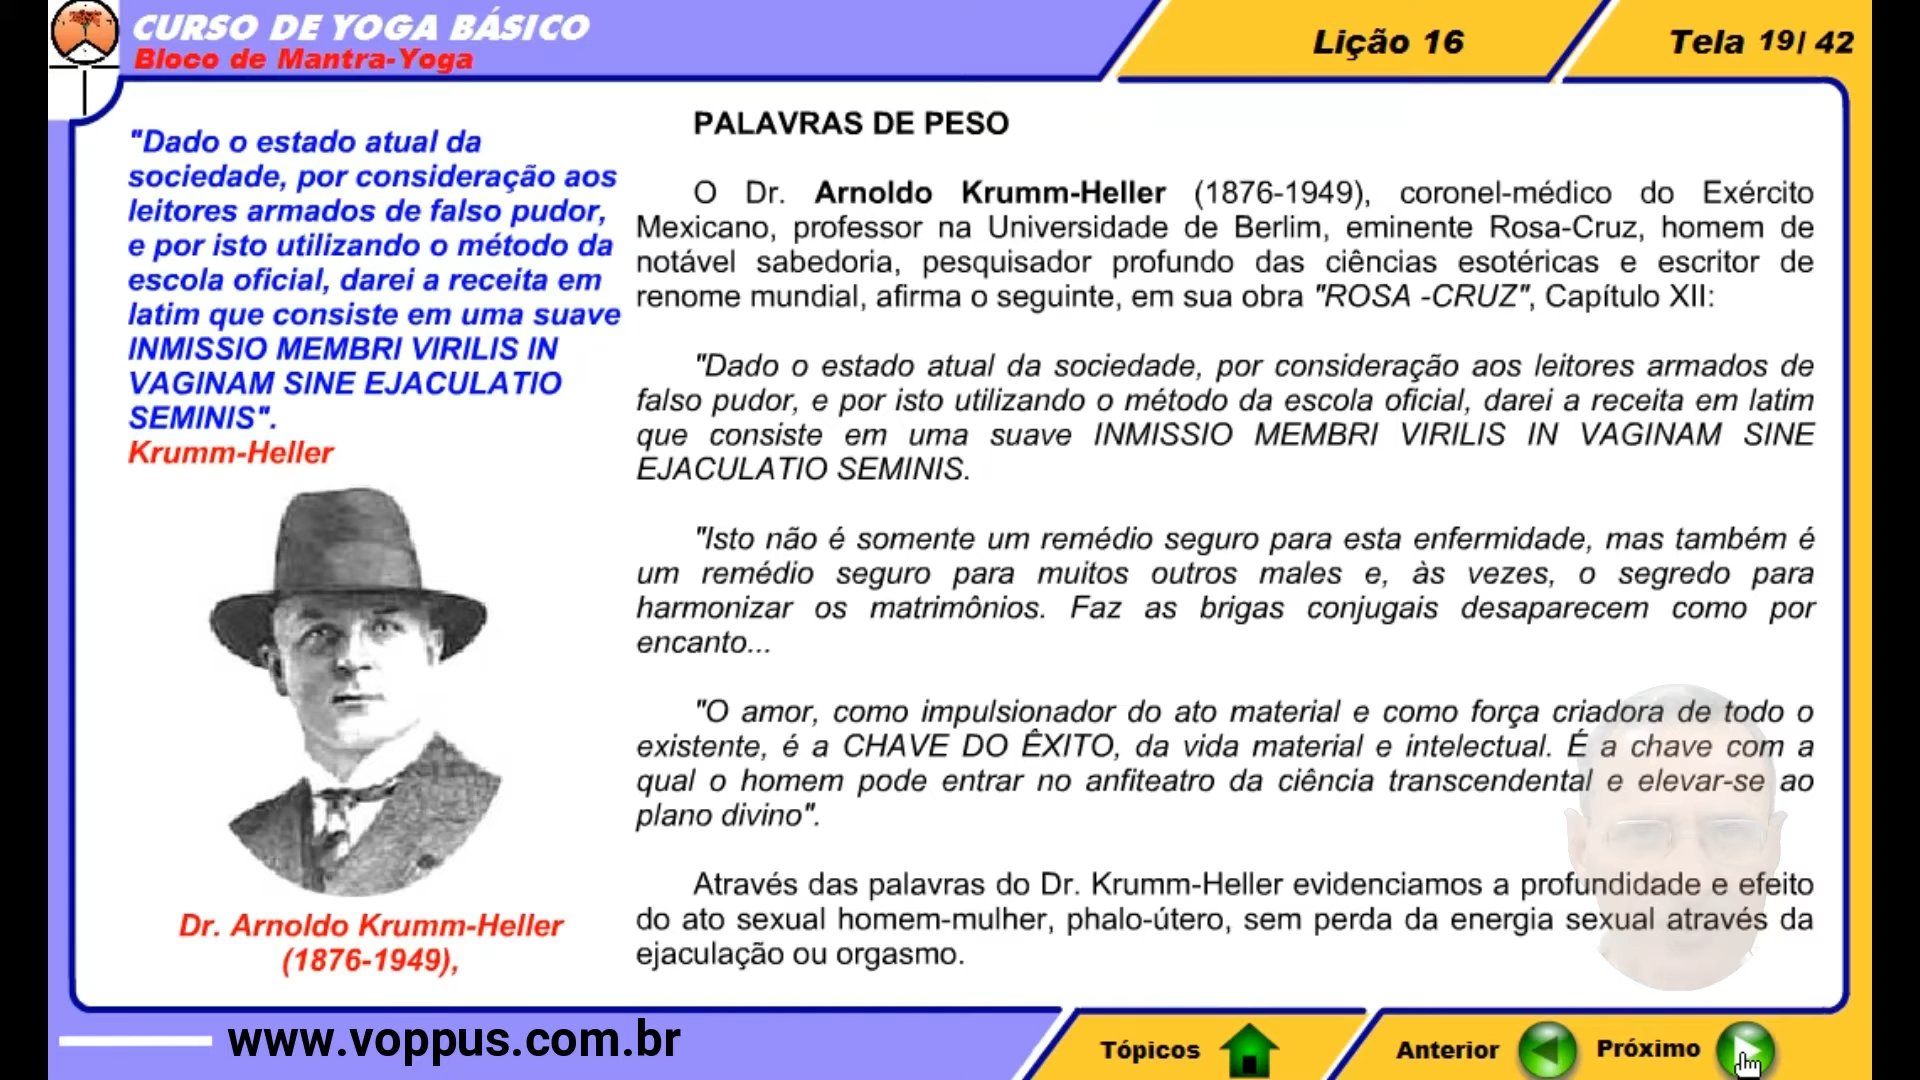 CURSO DE YOGA BÁSICO
Bloco de Mantra-Yoga
Lição 16
Tela 19/ 42
"Dado o estado atual da
sociedade, por consideração aos
leitores armados de falso pudor,
e por isto utilizando o método da
escola oficial, darei a receita em
latim que consiste em uma suave
INMISSIO MEMBRI VIRILIS IN
VAGINAM SINE EJACULATIO
SEMINIS".
Krumm-Heller
Dr. Arnoldo Krumm-Heller
(1876-1949),
PALAVRAS DE PESO
O Dr. Arnoldo Krumm-Heller (1876-1949), coronel-médico do Exército
Mexicano, professor na Universidade de Berlim, eminente Rosa-Cruz, homem de
notável sabedoria, pesquisador profundo das ciências esotéricas e escritor de
renome mundial, afirma o seguinte, em sua obra "ROSA -CRUZ", Capítulo XII:
"Dado o estado atual da sociedade, por consideração aos leitores armados de
falso pudor, e por isto utilizando o método da escola oficial, darei a receita em latim
que consiste em uma suave INMISSIO MEMBRI VIRILIS IN VAGINAM SINE
EJACULATIO SEMINIS.
"Isto não é somente um remédio seguro para esta enfermidade, mas também é
um remédio seguro para muitos outros males e, às vezes, o segredo para
harmonizar os matrimônios. Faz as brigas conjugais desaparecem como por
encanto...
"O amor, como impulsionador do ato material e como força criadora de todo o
existente, é a CHAVE DO ÊXITO, da vida material e intelectual. É a chave com a
qual o homem pode entrar no anfiteatro da ciência transcendental e elevar-se ao
plano divino".
Através das palavras do Dr. Krumm-Heller evidenciamos a profundidade e efeito
do ato sexual homem-mulher, phalo-útero, sem perda da energia sexual através da
ejaculação ou orgasmo.
www.voppus.com.br
Tópicos
Anterior
Próximo